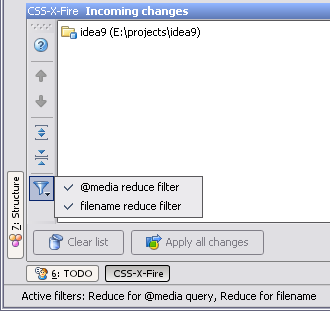 CSS-X-Fire Incoming changes
idea9 (E:\projects\idea9)
@media reduce filter
filename reduce filter
Z: Structure
Clear list Apply all changes
6: TODO CSS-X-Fire
Active filters: Reduce for @media query, Reduce for filename